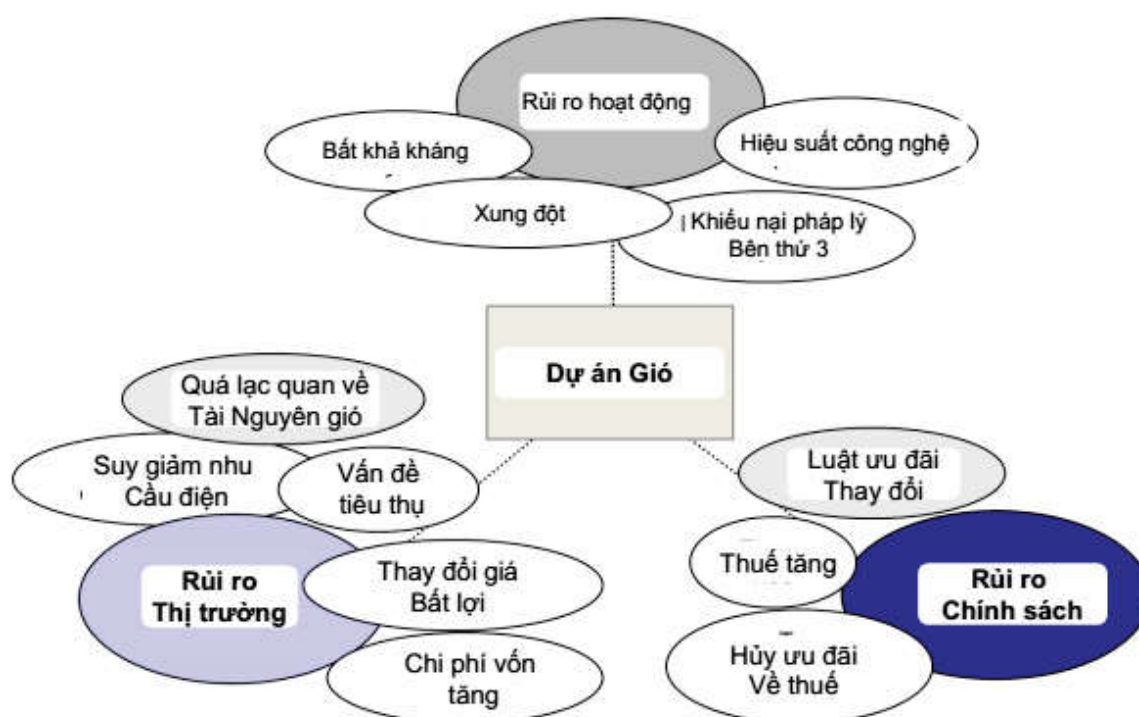 Rủi ro hoạt động
Bất khả kháng
Hiệu suất công nghệ
Xung đột
Khiếu nại pháp lý
Bên thứ 3
Dự án Gió
Quá lạc quan về
Tài Nguyên gió
Suy giảm nhu
Cầu điện
Vấn đề
tiêu thụ
Luật ưu đãi
Thay đổi
Rủi ro
Thị trường
Thay đổi giá
Bất lợi
Chi phí vốn
tăng
Thuế tăng
Rủi ro
Chính sách
Hủy ưu đãi
Về thuế